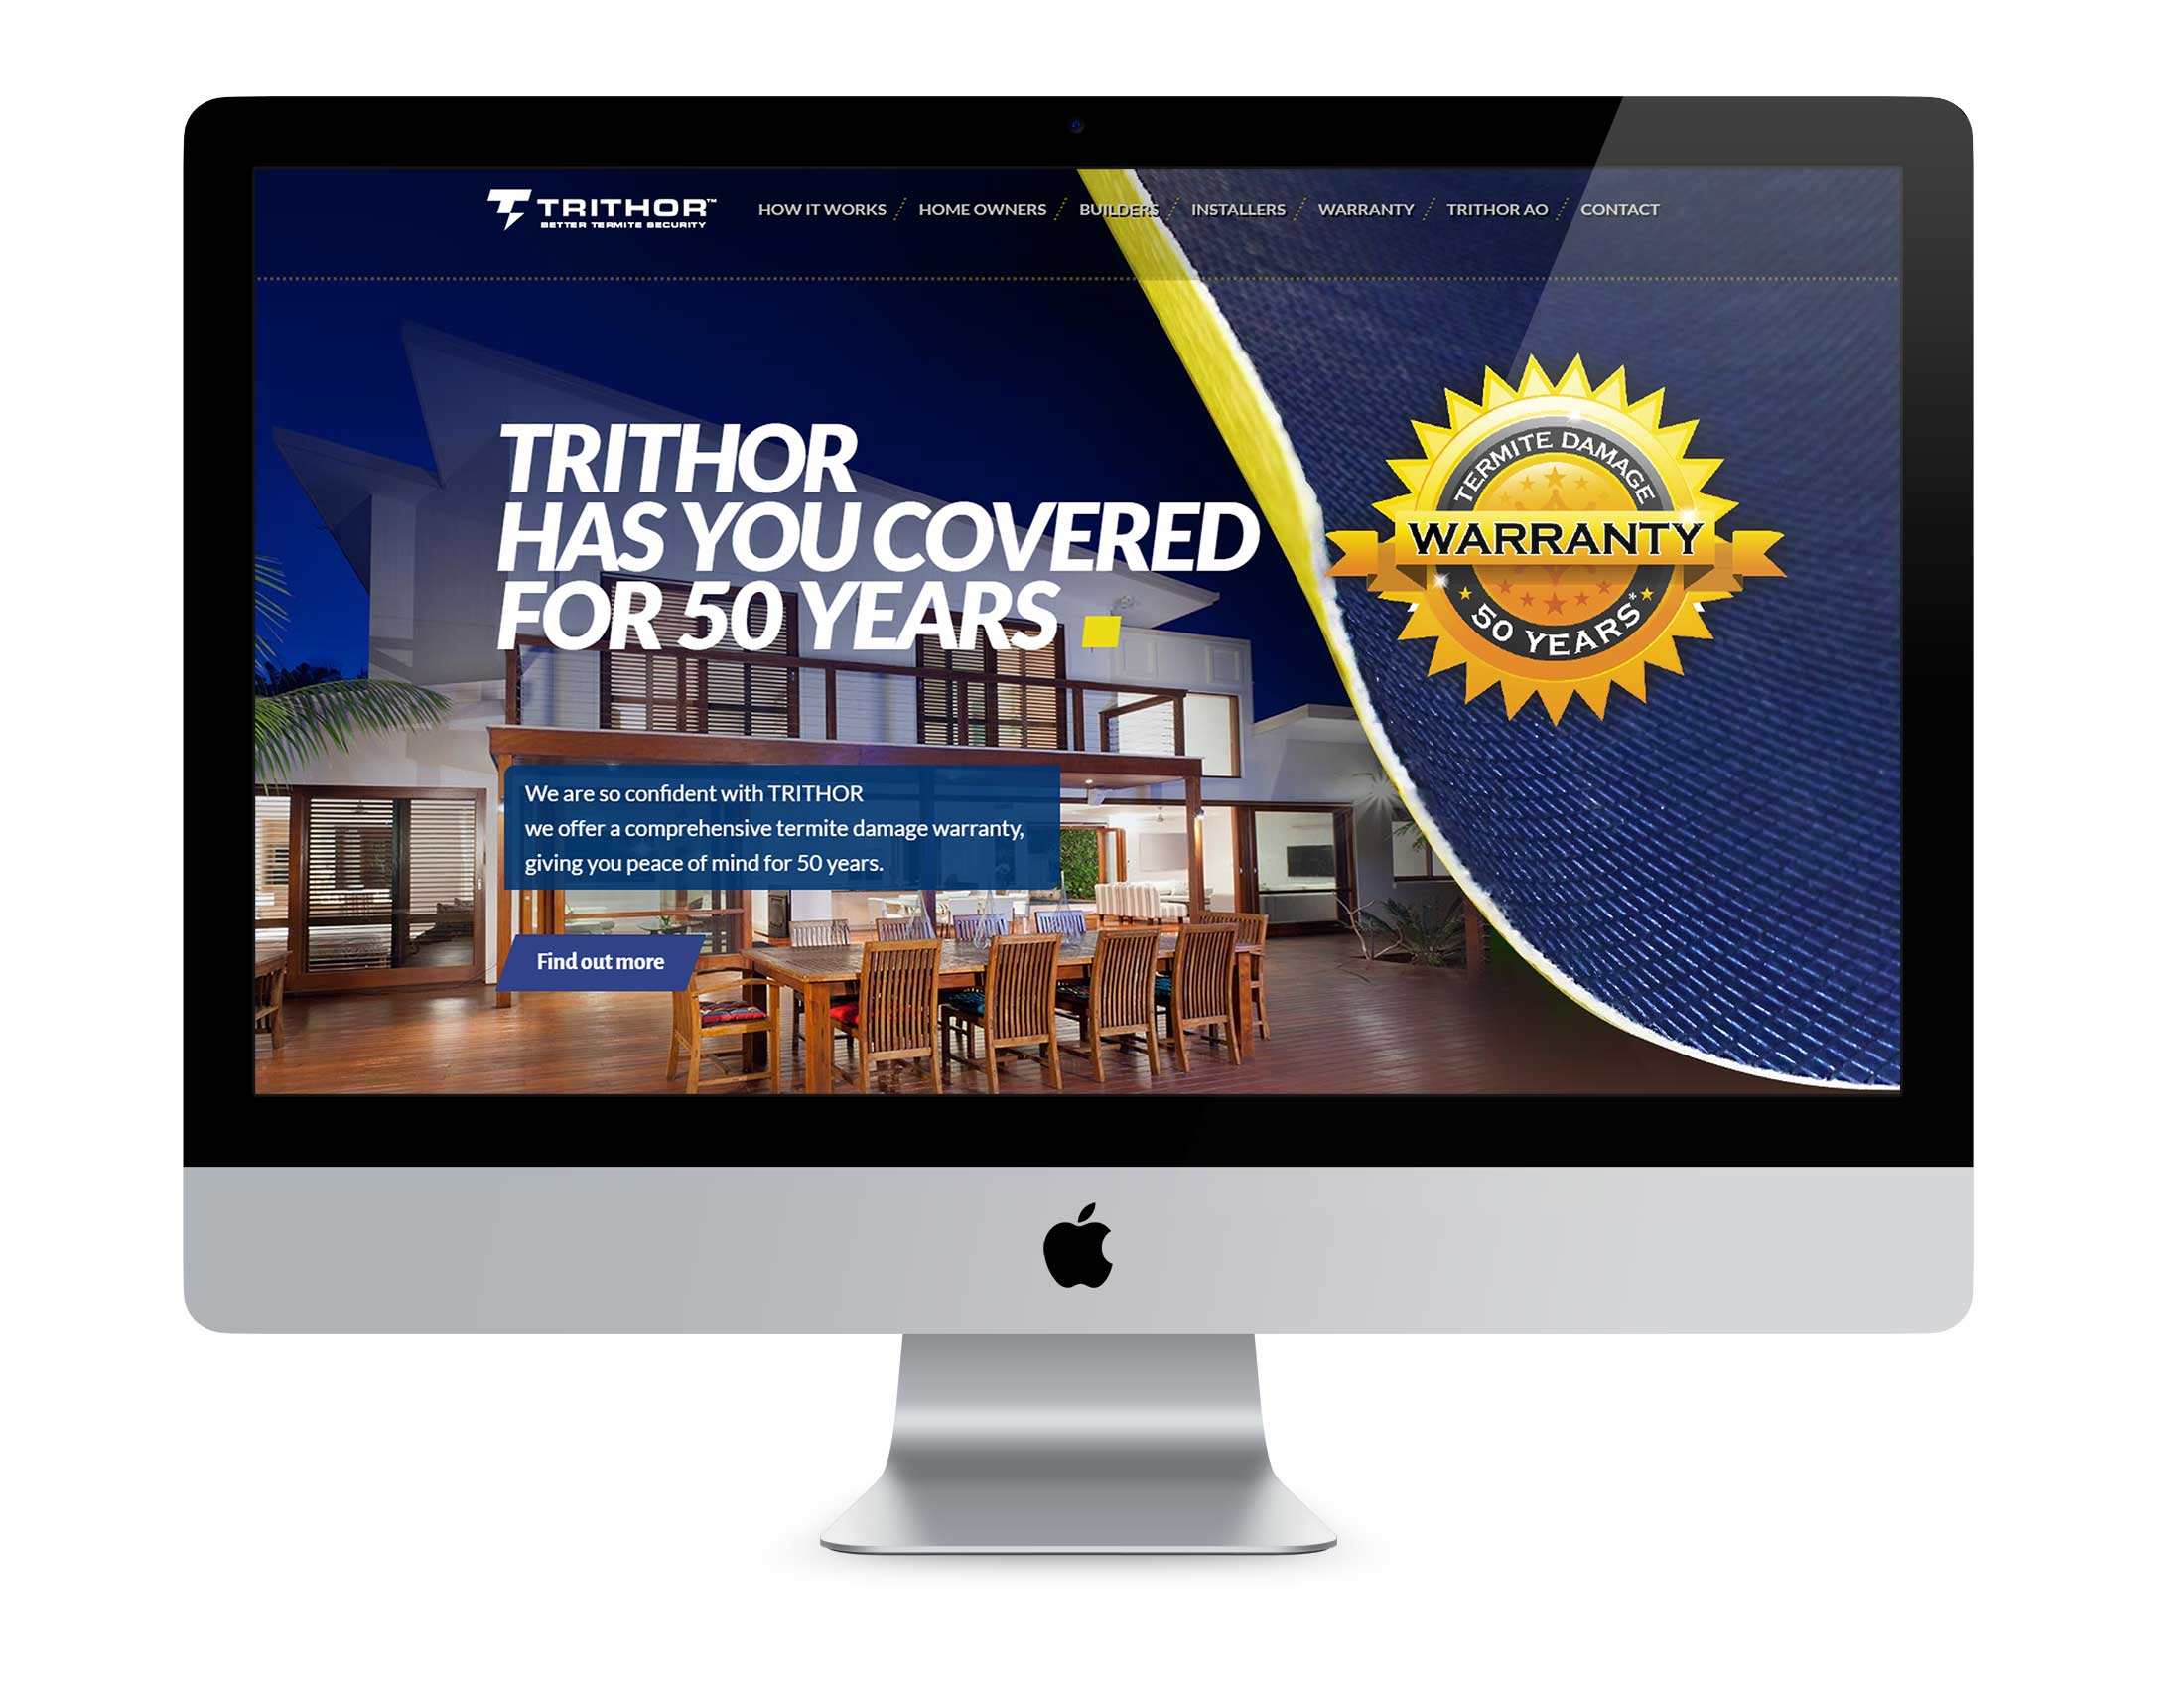 TRITHOR™
BETTER TERMITE SECURITY
HOW IT WORKS / HOME OWNERS / BUILDERS / INSTALLERS / WARRANTY / TRITHOR AO / CONTACT
TRITHOR
HAS YOU COVERED
FOR 50 YEARS
TERMITE DAMAGE
WARRANTY
50 YEARS*
We are so confident with TRITHOR
we offer a comprehensive termite damage warranty,
giving you peace of mind for 50 years.
Find out more